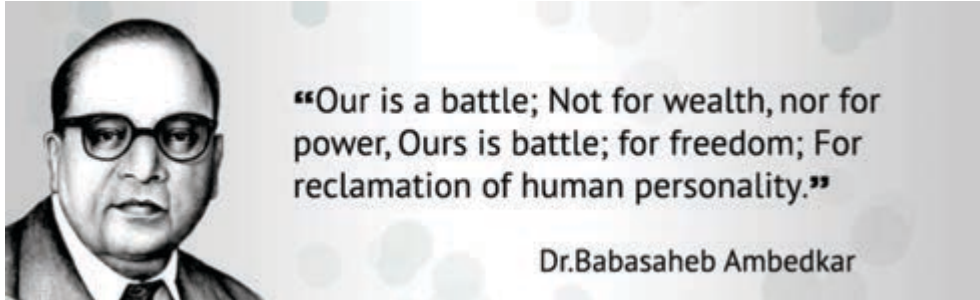 “Our is a battle; Not for wealth, nor for
power, Ours is battle; for freedom; For
reclamation of human personality.”
Dr.Babasaheb Ambedkar